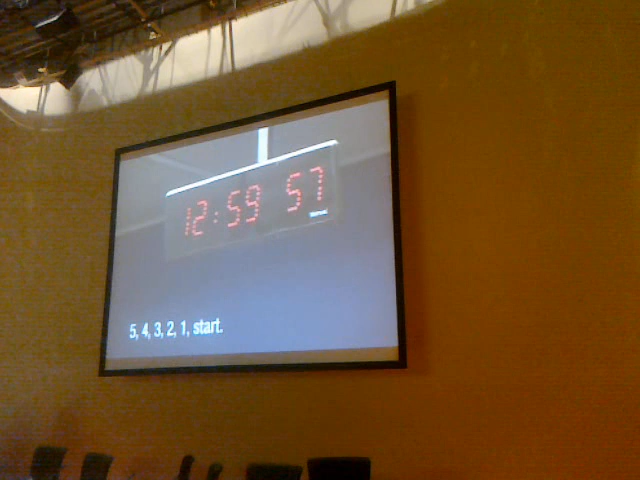 12:59 57
5, 4, 3, 2, 1, start.